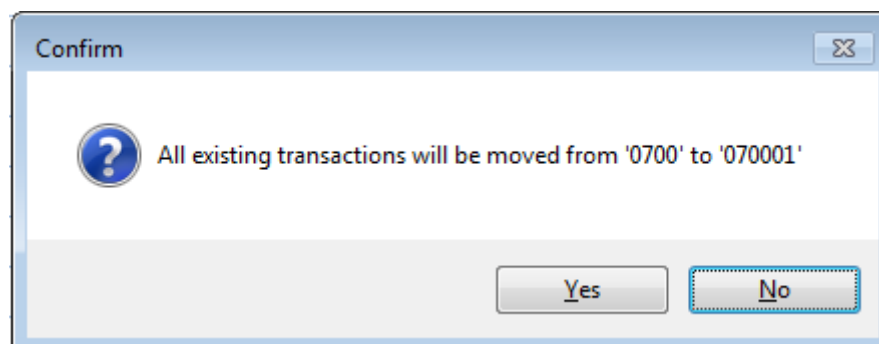 Confirm
All existing transactions will be moved from '0700' to '070001'
Yes
No